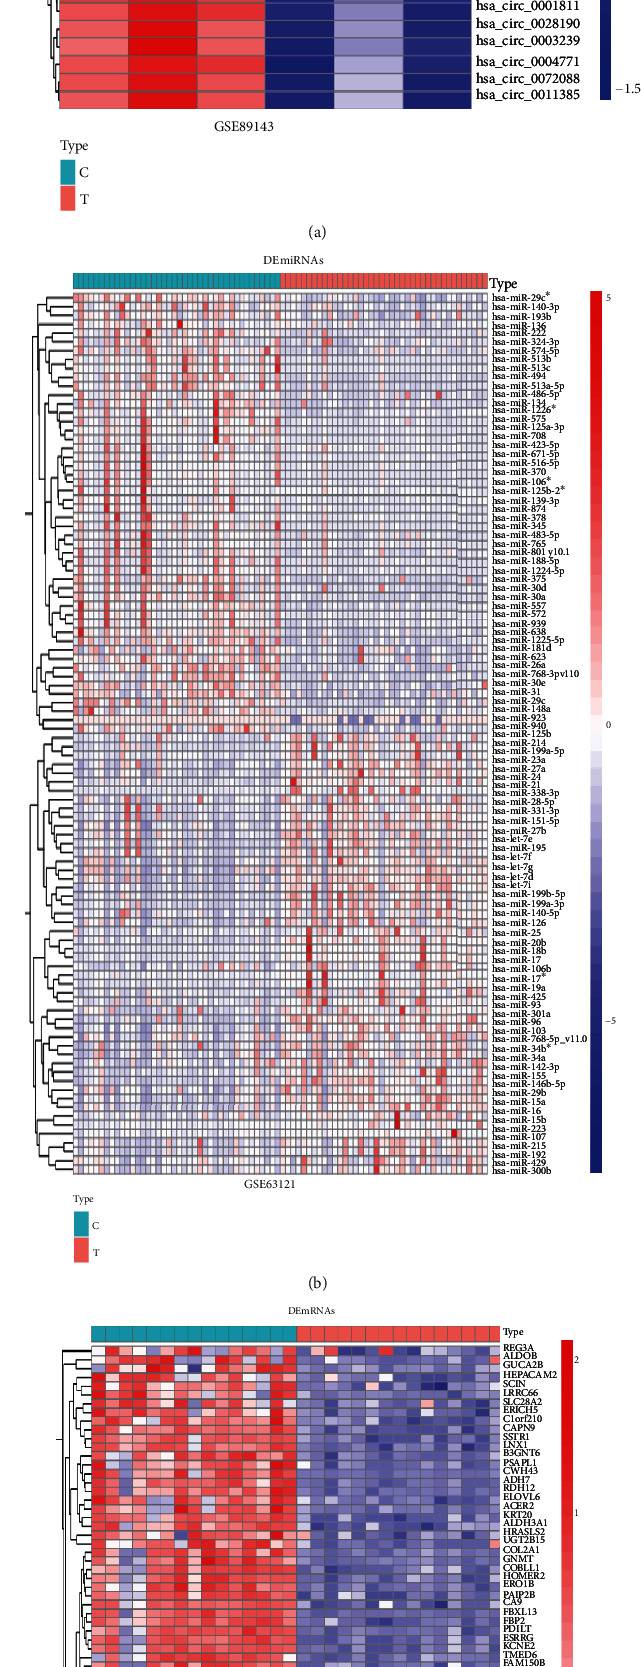 hsa_circ_0001811
hsa_circ_0028190
hsa_circ_0003239
hsa_circ_0004771
hsa_circ_0072088
hsa_circ_0011385
−1.5
GSE89143
Type
C
T
(a)
DEmiRNAs
Type
hsa-miR-29c*
hsa-miR-140-3p
hsa-miR-193b
hsa-miR-136
hsa-miR-222
hsa-miR-324-3p
hsa-miR-574-5p
hsa-miR-513b
hsa-miR-513c
hsa-miR-494
hsa-miR-513a-5p
hsa-miR-486-5p
hsa-miR-134
hsa-miR-1226*
hsa-miR-575
hsa-miR-125a-3p
hsa-miR-708
hsa-miR-423-5p
hsa-miR-671-5p
hsa-miR-516-5p
hsa-miR-370
hsa-miR-106*
hsa-miR-125b-2*
hsa-miR-139-3p
hsa-miR-874
hsa-miR-378
hsa-miR-345
hsa-miR-483-5p
hsa-miR-765
hsa-miR-801 v10.1
hsa-miR-188-5p
hsa-miR-1224-5p
hsa-miR-375
hsa-miR-30d
hsa-miR-30a
hsa-miR-557
hsa-miR-572
hsa-miR-939
hsa-miR-638
hsa-miR-1225-5p
hsa-miR-181d
hsa-miR-623
hsa-miR-26a
hsa-miR-768-3pv110
hsa-miR-30e
hsa-miR-31
hsa-miR-29c
hsa-miR-148a
hsa-miR-923
hsa-miR-940
hsa-miR-125b
hsa-miR-214
hsa-miR-199a-5p
hsa-miR-23a
hsa-miR-27a
hsa-miR-24
hsa-miR-21
hsa-miR-338-3p
hsa-miR-28-5p
hsa-miR-331-3p
hsa-miR-151-5p
hsa-miR-27b
hsa-let-7e
hsa-miR-195
hsa-let-7f
hsa-let-7g
hsa-let-7d
hsa-let-7i
hsa-miR-199b-5p
hsa-miR-199a-3p
hsa-miR-140-5p
hsa-miR-126
hsa-miR-25
hsa-miR-20b
hsa-miR-18b
hsa-miR-17
hsa-miR-106b
hsa-miR-17*
hsa-miR-19a
hsa-miR-425
hsa-miR-93
hsa-miR-301a
hsa-miR-96
hsa-miR-103
hsa-miR-768-5p_v11.0
hsa-miR-34b*
hsa-miR-34a
hsa-miR-142-3p
hsa-miR-155
hsa-miR-146b-5p
hsa-miR-29b
hsa-miR-15a
hsa-miR-16
hsa-miR-15b
hsa-miR-223
hsa-miR-107
hsa-miR-215
hsa-miR-192
hsa-miR-429
hsa-miR-300b
5
0
−5
GSE63121
Type
C
T
(b)
DEmRNAs
Type
REG3A
ALDOB
GUCA2B
HEPACAM2
SCIN
LRRC66
SLC28A2
ERICH5
C1orf210
CAPN9
SSTR1
LNX1
B3GNT6
PSAPL1
CWH43
ADH7
RDH12
ELOVL6
ACER2
KRT20
ALDH3A1
HRASLS2
UGT2B15
COL2A1
GNMT
COBLL1
HOMER2
ERO1B
PAIP2B
CA9
FBXL13
FBP2
PDILT
ESRRG
KCNE2
TMED6
FAM150B
2
1